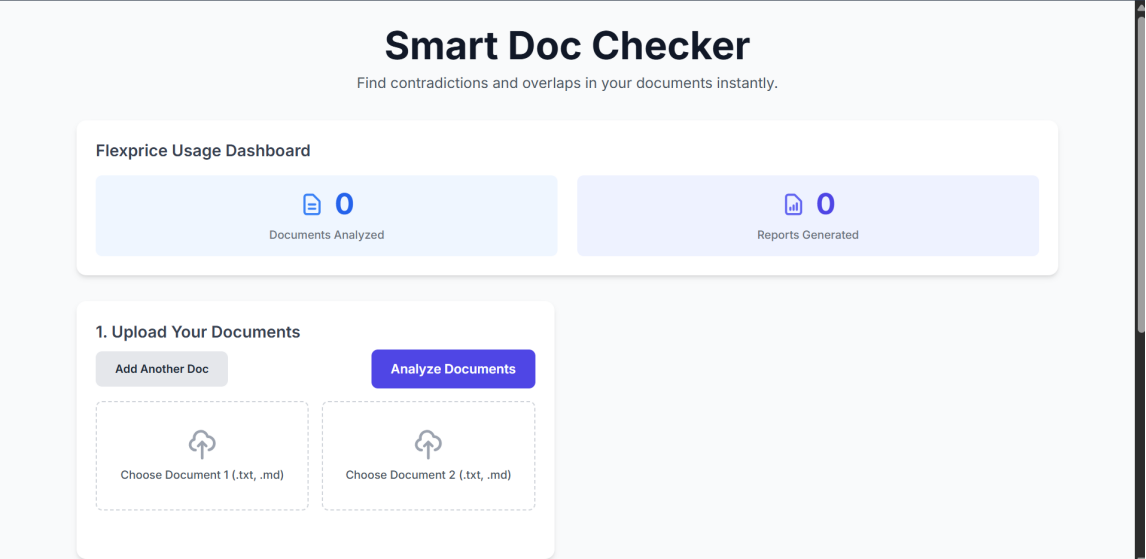 Smart Doc Checker
Find contradictions and overlaps in your documents instantly.
Flexprice Usage Dashboard
0
Documents Analyzed
0
Reports Generated
1. Upload Your Documents
Add Another Doc
Analyze Documents
Choose Document 1 (.txt, .md)
Choose Document 2 (.txt, .md)